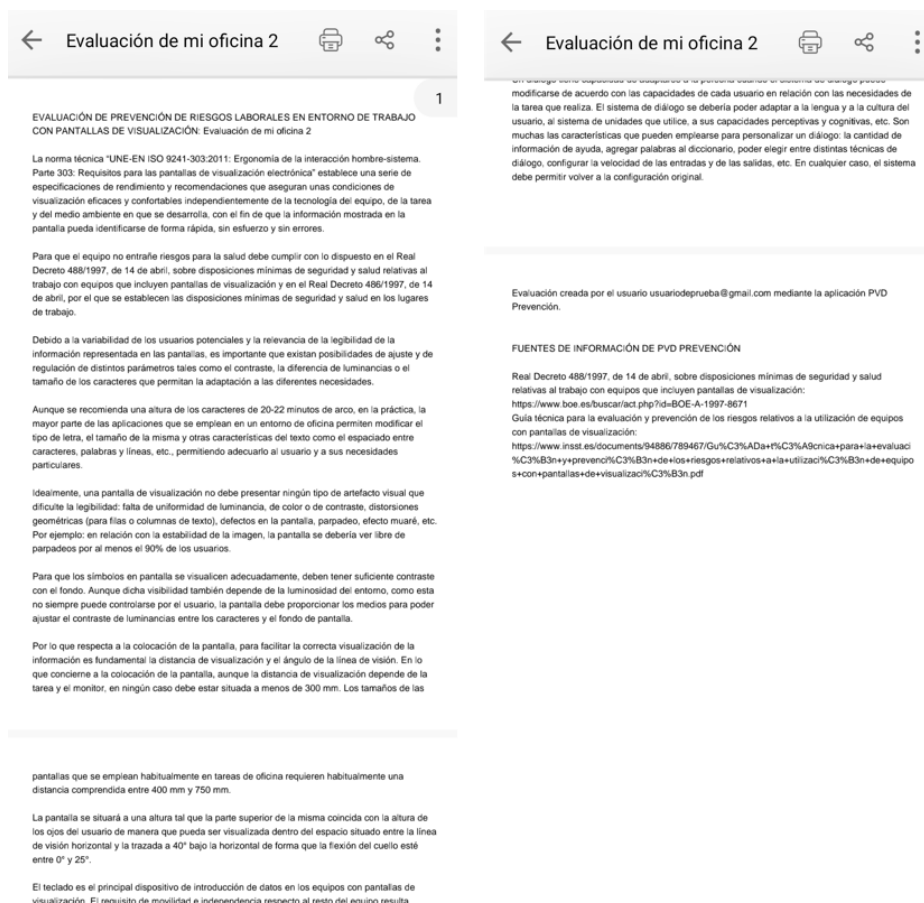 Evaluación de mi oficina 2
1
EVALUACIÓN DE PREVENCIÓN DE RIESGOS LABORALES EN ENTORNO DE TRABAJO
CON PANTALLAS DE VISUALIZACIÓN: Evaluación de mi oficina 2
La norma técnica "UNE-EN ISO 9241-303:2011: Ergonomía de la interacción hombre-sistema.
Parte 303: Requisitos para las pantallas de visualización electrónica" establece una serie de
especificaciones de rendimiento y recomendaciones que aseguran unas condiciones de
visualización eficaces y confortables independientemente de la tecnología del equipo, de la tarea
y del medio ambiente en que se desarrolla, con el fin de que la información mostrada en la
pantalla pueda identificarse de forma rápida, sin esfuerzo y sin errores.
Para que el equipo no entrañe riesgos para la salud debe cumplir con lo dispuesto en el Real
Decreto 488/1997, de 14 de abril, sobre disposiciones mínimas de seguridad y salud relativas al
trabajo con equipos que incluyen pantallas de visualización y en el Real Decreto 486/1997, de 14
de abril, por el que se establecen las disposiciones mínimas de seguridad y salud en los lugares
de trabajo.
Debido a la variabilidad de los usuarios potenciales y la relevancia de la legibilidad de la
información representada en las pantallas, es importante que existan posibilidades de ajuste y de
regulación de distintos parámetros tales como el contraste, la diferencia de luminancias o el
tamaño de los caracteres que permitan la adaptación a las diferentes necesidades.
Aunque se recomienda una altura de los caracteres de 20-22 minutos de arco, en la práctica, la
mayor parte de las aplicaciones que se emplean en un entorno de oficina permiten modificar el
tipo de letra, el tamaño de la misma y otras características del texto como el espaciado entre
caracteres, palabras y líneas, etc., permitiendo adecuarlo al usuario y a sus necesidades
particulares.
Idealmente, una pantalla de visualización no debe presentar ningún tipo de artefacto visual que
dificulte la legibilidad: falta de uniformidad de luminancia, de color o de contraste, distorsiones
geométricas (para filas o columnas de texto), defectos en la pantalla, parpadeo, efecto muaré, etc.
Por ejemplo: en relación con la estabilidad de la imagen, la pantalla se debería ver libre de
parpadeos por al menos el 90% de los usuarios.
Para que los símbolos en pantalla se visualicen adecuadamente, deben tener suficiente contraste
con el fondo. Aunque dicha visibilidad también depende de la luminosidad del entorno, como esta
no siempre puede controlarse por el usuario, la pantalla debe proporcionar los medios para poder
ajustar el contraste de luminancias entre los caracteres y el fondo de pantalla.
Por lo que respecta a la colocación de la pantalla, para facilitar la correcta visualización de la
información es fundamental la distancia de visualización y el ángulo de la línea de visión. En lo
que concierne a la colocación de la pantalla, aunque la distancia de visualización depende de la
tarea y el monitor, en ningún caso debe estar situada a menos de 300 mm. Los tamaños de las
pantallas que se emplean habitualmente en tareas de oficina requieren habitualmente una
distancia comprendida entre 400 mm y 750 mm.
La pantalla se situará a una altura tal que la parte superior de la misma coincida con la altura de
los ojos del usuario de manera que pueda ser visualizada dentro del espacio situado entre la línea
de visión horizontal y la trazada a 40° bajo la horizontal de forma que la flexión del cuello esté
entre 0° y 25°.
El teclado es el principal dispositivo de introducción de datos en los equipos con pantallas de
visualización. El requisito de movilidad e independencia respecto al resto del equipo resulta
Evaluación de mi oficina 2
modificarse de acuerdo con las capacidades de cada usuario en relación con las necesidades de
la tarea que realiza. El sistema de diálogo se debería poder adaptar a la lengua y a la cultura del
usuario, al sistema de unidades que utilice, a sus capacidades perceptivas y cognitivas, etc. Son
muchas las características que pueden emplearse para personalizar un diálogo: la cantidad de
información de ayuda, agregar palabras al diccionario, poder elegir entre distintas técnicas de
diálogo, configurar la velocidad de las entradas y de las salidas, etc. En cualquier caso, el sistema
debe permitir volver a la configuración original.
Evaluación creada por el usuario usuariodeprueba@gmail.com mediante la aplicación PVD
Prevención.
FUENTES DE INFORMACIÓN DE PVD PREVENCIÓN
Real Decreto 488/1997, de 14 de abril, sobre disposiciones mínimas de seguridad y salud
relativas al trabajo con equipos que incluyen pantallas de visualización:
https://www.boe.es/buscar/act.php?id=BOE-A-1997-8671
Guía técnica para la evaluación y prevención de los riesgos relativos a la utilización de equipos
con pantallas de visualización:
https://www.insst.es/documents/94886/789467/Gu%C3%ADa+t%C3%A9cnica+para+la+evaluaci
%C3%B3n+y+prevenci%C3%B3n+de+los+riesgos+relativos+a+la+utilizaci%C3%B3n+de+equipo
s+con+pantallas+de+visualizaci%C3%B3n.pdf